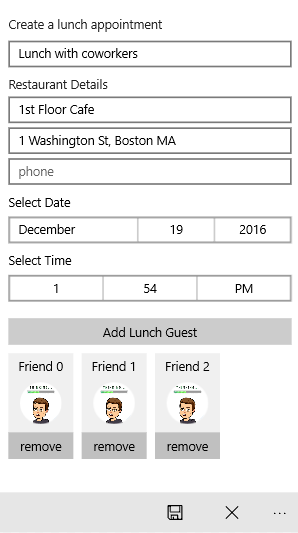 Create a lunch appointment
Lunch with coworkers
Restaurant Details
1st Floor Cafe
1 Washington St, Boston MA
phone
Select Date
December 19 2016
Select Time
1 54 PM
Add Lunch Guest
Friend 0 Friend 1 Friend 2
remove remove remove
...